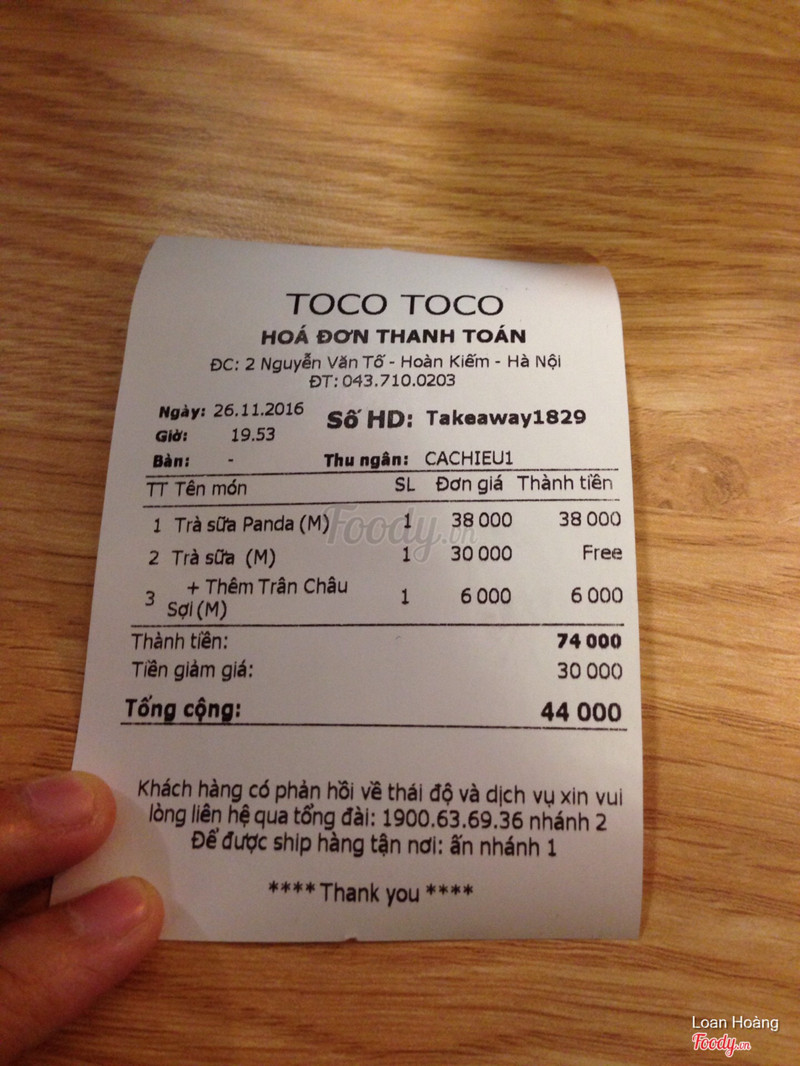 TOCO TOCO
HOÁ ĐƠN THANH TOÁN
ĐC: 2 Nguyễn Văn Tố - Hoàn Kiếm - Hà Nội
ĐT: 043.710.0203
Ngày: 26.11.2016
Số HD: Takeaway1829
Giờ: 19.53
Bàn: - Thu ngân: CACHIEU1
TT Tên món SL Đơn giá Thành tiền
1 Trà sữa Panda (M) 1 38 000 38 000
2 Trà sữa (M) 1 30 000 Free
3 + Thêm Trân Châu Sợi (M) 1 6 000 6 000
Thành tiền: 74 000
Tiền giảm giá: 30 000
Tổng cộng: 44 000
Khách hàng có phản hồi về thái độ và dịch vụ xin vui
lòng liên hệ qua tổng đài: 1900.63.69.36 nhánh 2
Để được ship hàng tận nơi: ấn nhánh 1
**** Thank you ****
Foody.vn
Loan Hoàng
Foody.vn